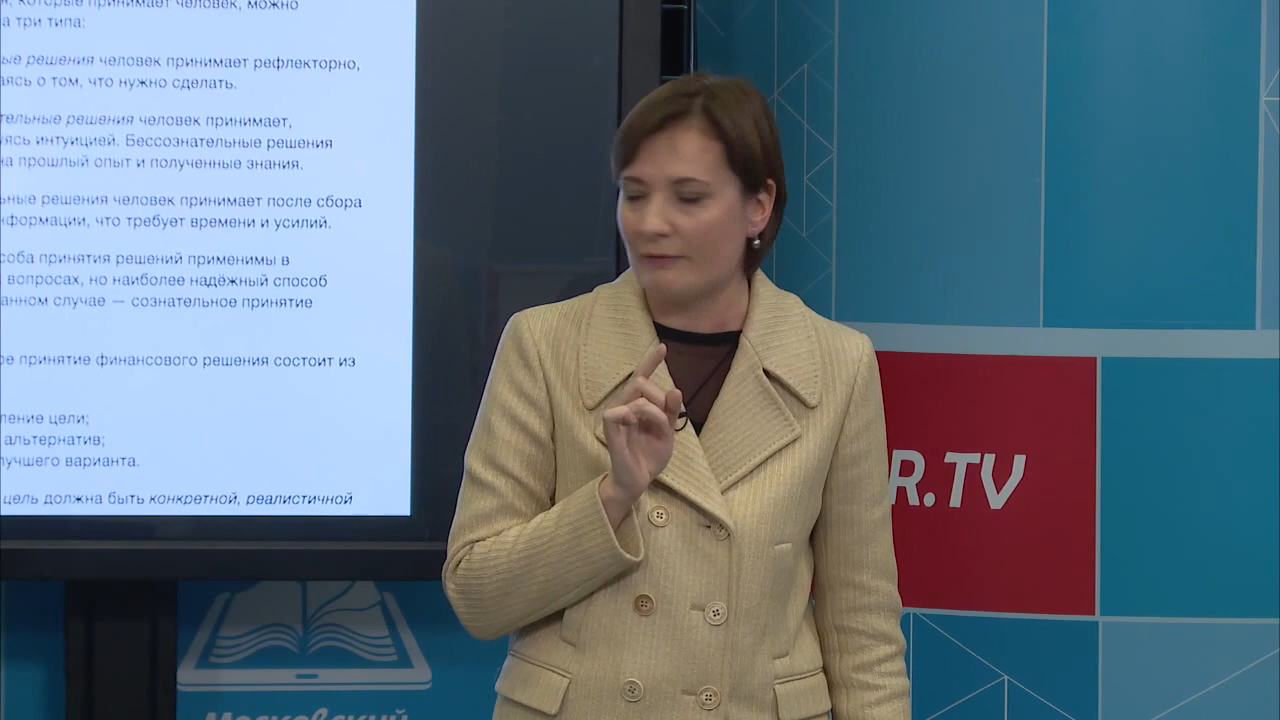 которые принимает человек, можно
а три типа:
ые решения человек принимает рефлекторно,
аясь о том, что нужно сделать.
тельные решения человек принимает,
уясь интуицией. Бессознательные решения
на прошлый опыт и полученные знания.
ьные решения человек принимает после сбора
нформации, что требует времени и усилий.
соба принятия решений применимы в
вопросах, но наиболее надёжный способ
анном случае — сознательное принятие
ое принятие финансового решения состоит из
ление цели;
альтернатив;
лучшего варианта.
цель должна быть конкретной, реалистичной
R.TV
Московский